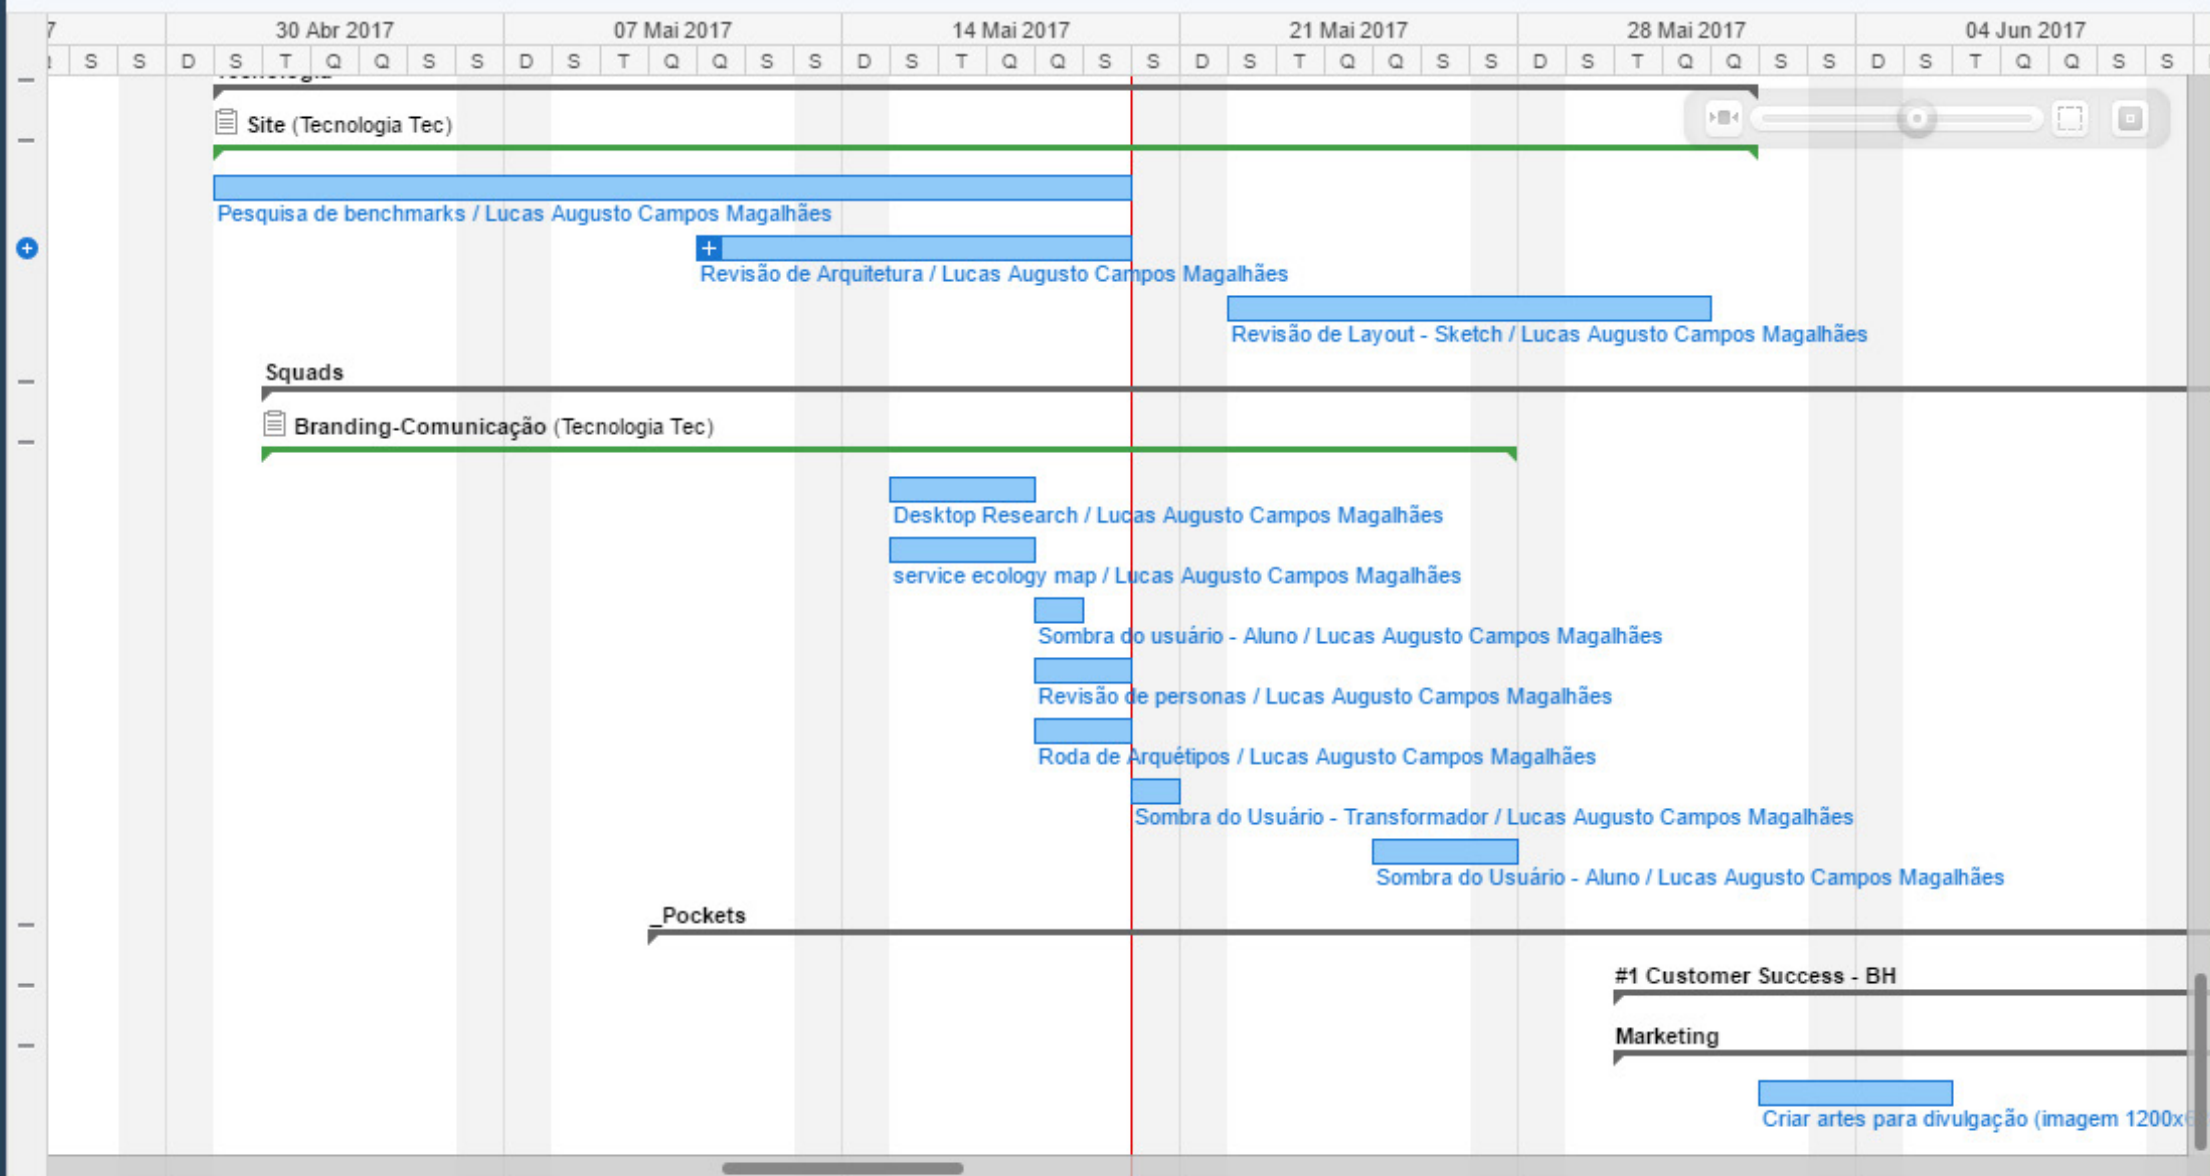 7 30 Abr 2017 07 Mai 2017 14 Mai 2017 21 Mai 2017 28 Mai 2017 04 Jun 2017
S S D S T Q Q S S D S T Q Q S S D S T Q Q S S D S T Q Q S S D S T Q Q S S D S T Q Q S S
Tecnologia
Site (Tecnologia Tec)
Pesquisa de benchmarks / Lucas Augusto Campos Magalhães
Revisão de Arquitetura / Lucas Augusto Campos Magalhães
Revisão de Layout - Sketch / Lucas Augusto Campos Magalhães
Squads
Branding-Comunicação (Tecnologia Tec)
Desktop Research / Lucas Augusto Campos Magalhães
service ecology map / Lucas Augusto Campos Magalhães
Sombra do usuário - Aluno / Lucas Augusto Campos Magalhães
Revisão de personas / Lucas Augusto Campos Magalhães
Roda de Arquétipos / Lucas Augusto Campos Magalhães
Sombra do Usuário - Transformador / Lucas Augusto Campos Magalhães
Sombra do Usuário - Aluno / Lucas Augusto Campos Magalhães
_Pockets
#1 Customer Success - BH
Marketing
Criar artes para divulgação (imagem 1200x